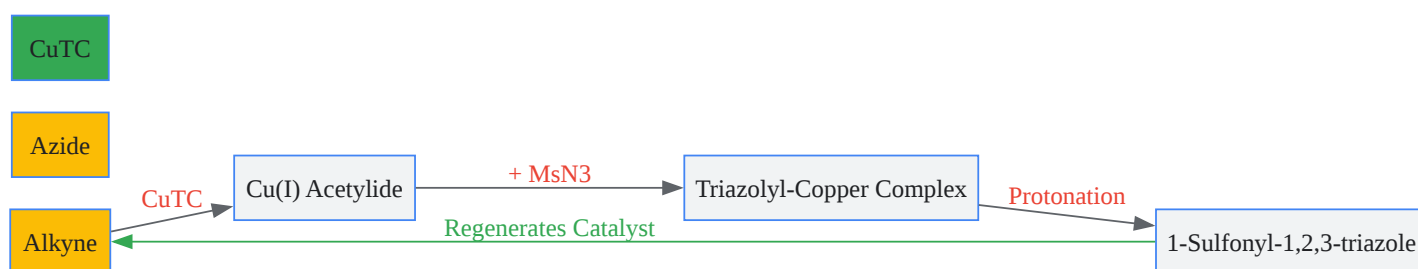 CuTC
Azide
Alkyne
CuTC
Cu(I) Acetylide
+ MsN3
Triazolyl-Copper Complex
Protonation
Regenerates Catalyst
1-Sulfonyl-1,2,3-triazole